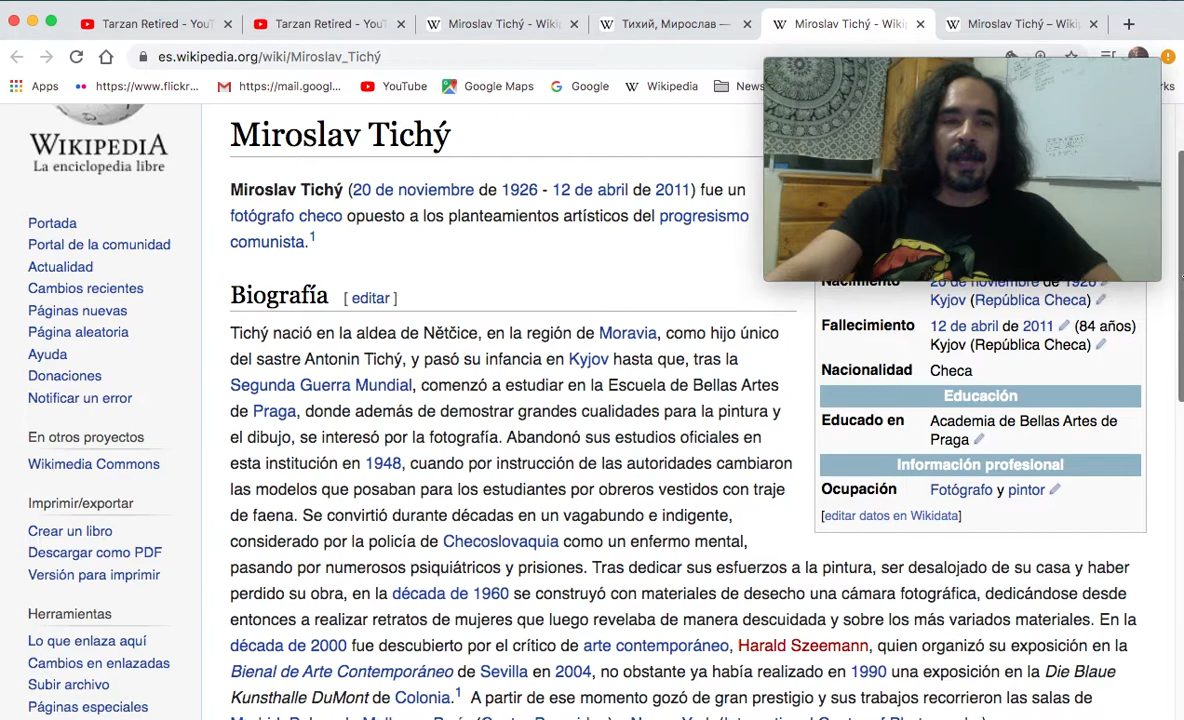 Tarzan Retired - YouT
Tarzan Retired - YouT
Miroslav Tichý - Wiki
Тихий, Мирослав —
Miroslav Tichý - Wikip
Miroslav Tichý – Wikip
es.wikipedia.org/wiki/Miroslav_Tichý
Apps
https://www.flickr...
https://mail.googl...
YouTube
Google Maps
Google
Wikipedia
News
WIKIPEDIA
La enciclopedia libre
Portada
Portal de la comunidad
Actualidad
Cambios recientes
Páginas nuevas
Página aleatoria
Ayuda
Donaciones
Notificar un error
En otros proyectos
Wikimedia Commons
Imprimir/exportar
Crear un libro
Descargar como PDF
Versión para imprimir
Herramientas
Lo que enlaza aquí
Cambios en enlazadas
Subir archivo
Páginas especiales
Miroslav Tichý
Miroslav Tichý (20 de noviembre de 1926 - 12 de abril de 2011) fue un
fotógrafo checo opuesto a los planteamientos artísticos del progresismo
comunista.1
Biografía [ editar ]
Tichý nació en la aldea de Nětčice, en la región de Moravia, como hijo único
del sastre Antonin Tichý, y pasó su infancia en Kyjov hasta que, tras la
Segunda Guerra Mundial, comenzó a estudiar en la Escuela de Bellas Artes
de Praga, donde además de demostrar grandes cualidades para la pintura y
el dibujo, se interesó por la fotografía. Abandonó sus estudios oficiales en
esta institución en 1948, cuando por instrucción de las autoridades cambiaron
las modelos que posaban para los estudiantes por obreros vestidos con traje
de faena. Se convirtió durante décadas en un vagabundo e indigente,
considerado por la policía de Checoslovaquia como un enfermo mental,
pasando por numerosos psiquiátricos y prisiones. Tras dedicar sus esfuerzos a la pintura, ser desalojado de su casa y haber
perdido su obra, en la década de 1960 se construyó con materiales de desecho una cámara fotográfica, dedicándose desde
entonces a realizar retratos de mujeres que luego revelaba de manera descuidada y sobre los más variados materiales. En la
década de 2000 fue descubierto por el crítico de arte contemporáneo, Harald Szeemann, quien organizó su exposición en la
Bienal de Arte Contemporáneo de Sevilla en 2004, no obstante ya había realizado en 1990 una exposición en la Die Blaue
Kunsthalle DuMont de Colonia.1 A partir de ese momento gozó de gran prestigio y sus trabajos recorrieron las salas de
Nacimiento 20 de noviembre de 1926
Kyjov (República Checa)
Fallecimiento 12 de abril de 2011 (84 años)
Kyjov (República Checa)
Nacionalidad Checa
Educación
Educado en Academia de Bellas Artes de
Praga
Información profesional
Ocupación Fotógrafo y pintor
[editar datos en Wikidata]